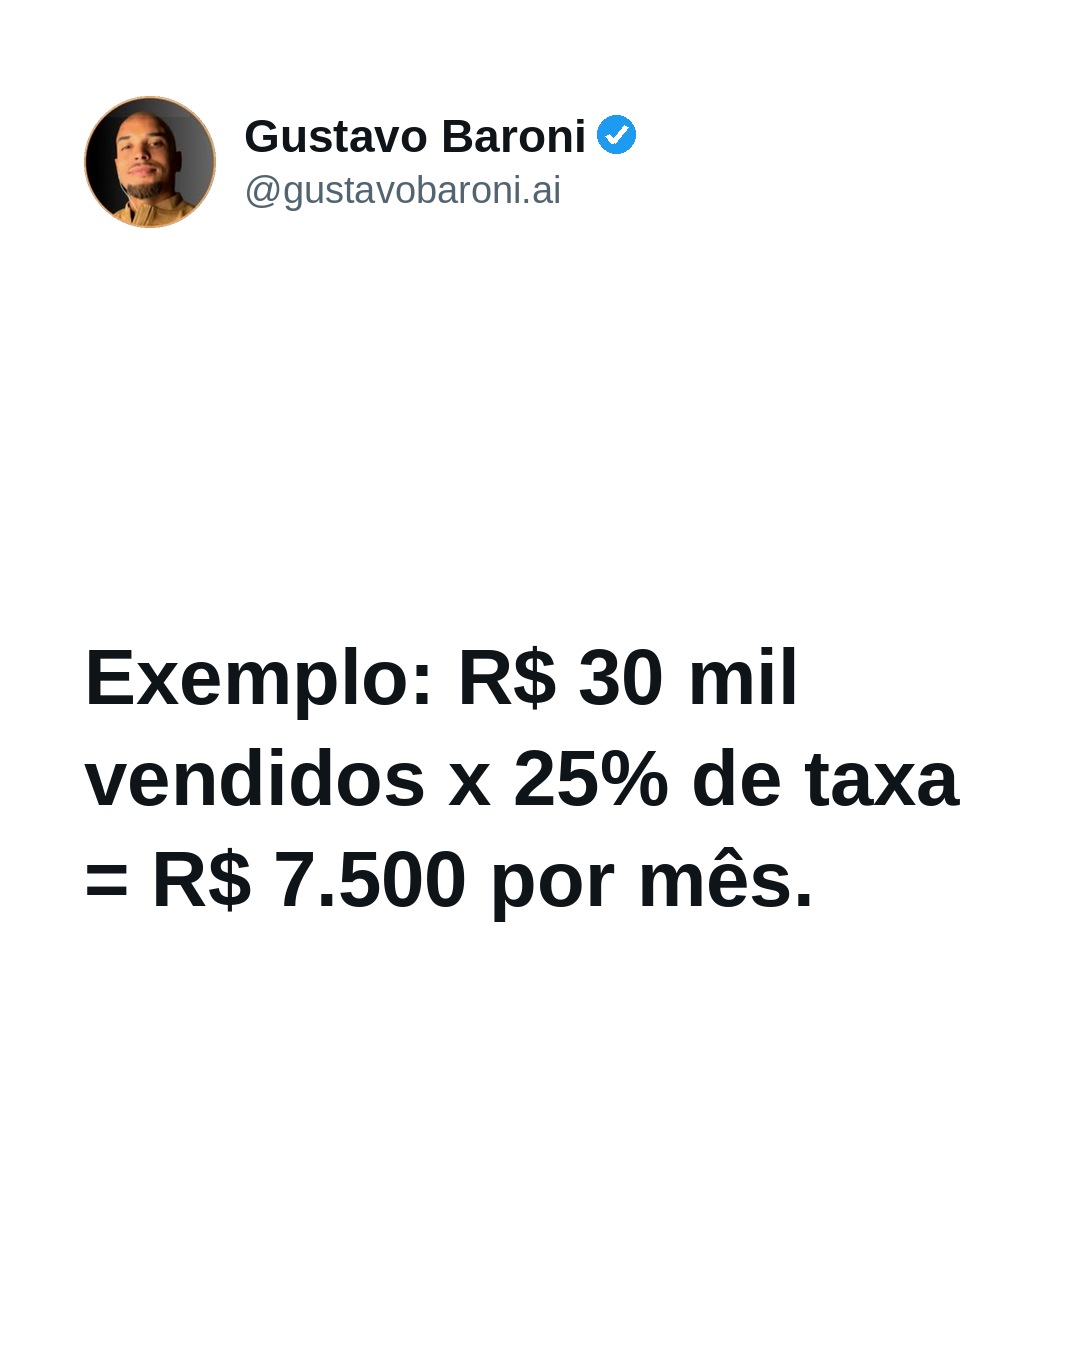 Gustavo Baroni
@gustavobaroni.ai
Exemplo: R$ 30 mil
vendidos x 25% de taxa
= R$ 7.500 por mês.